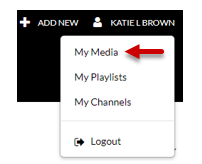 ADD NEW KATIE L BROWN
My Media
My Playlists
My Channels
Logout